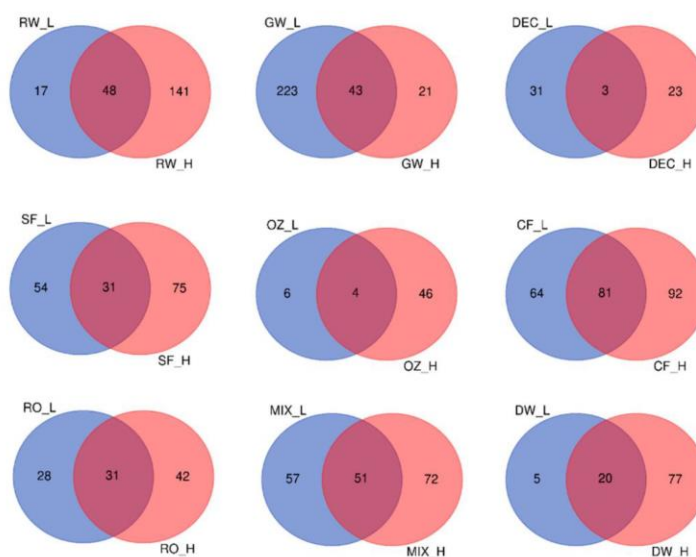 RW_L
17 48 141
RW_H
GW_L
223 43 21
GW_H
DEC_L
31 3 23
DEC_H
SF_L
54 31 75
SF_H
OZ_L
6 4 46
OZ_H
CF_L
64 81 92
CF_H
RO_L
28 31 42
RO_H
MIX_L
57 51 72
MIX_H
DW_L
5 20 77
DW_H